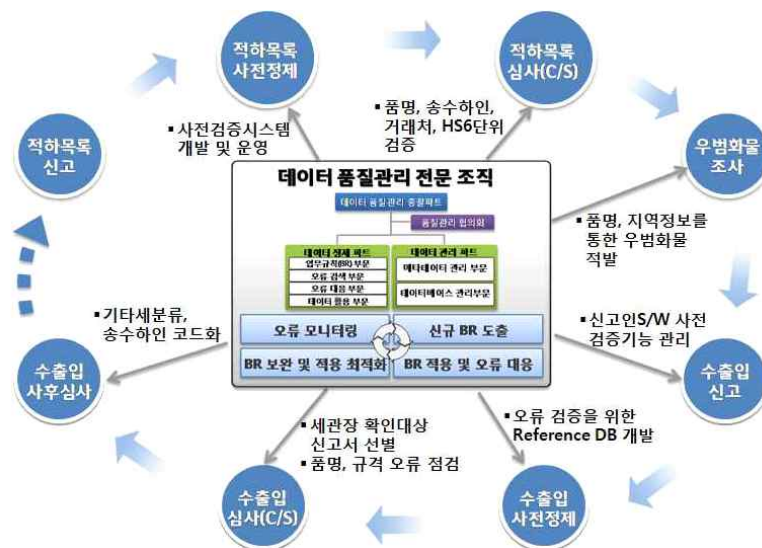 적하목록
사전정제
적하목록
심사(C/S)
▪ 사전검증시스템
개발 및 운영
▪ 품명, 송수하인,
거래처, HS6단위
검증
적하목록
신고
우범화물
조사
데이터 품질관리 전문 조직
데이터 품질관리 총괄파트
품질관리 협의회
데이터 정제 파트
업무규칙(BR) 부문
오류 검색 부문
오류 대응 부문
데이터 활용 부문
데이터 관리 파트
메타데이터 관리 부문
데이터베이스 관리부문
▪ 품명, 지역정보를
통한 우범화물
적발
▪ 기타세분류,
송수하인 코드화
오류 모니터링
신규 BR 도출
BR 보완 및 적용 최적화
BR 적용 및 오류 대응
▪ 신고인S/W 사전
검증기능 관리
수출입
사후심사
수출입
신고
▪ 세관장 확인대상
신고서 선별
▪ 품명, 규격 오류 점검
▪ 오류 검증을 위한
Reference DB 개발
수출입
심사(C/S)
수출입
사전정제